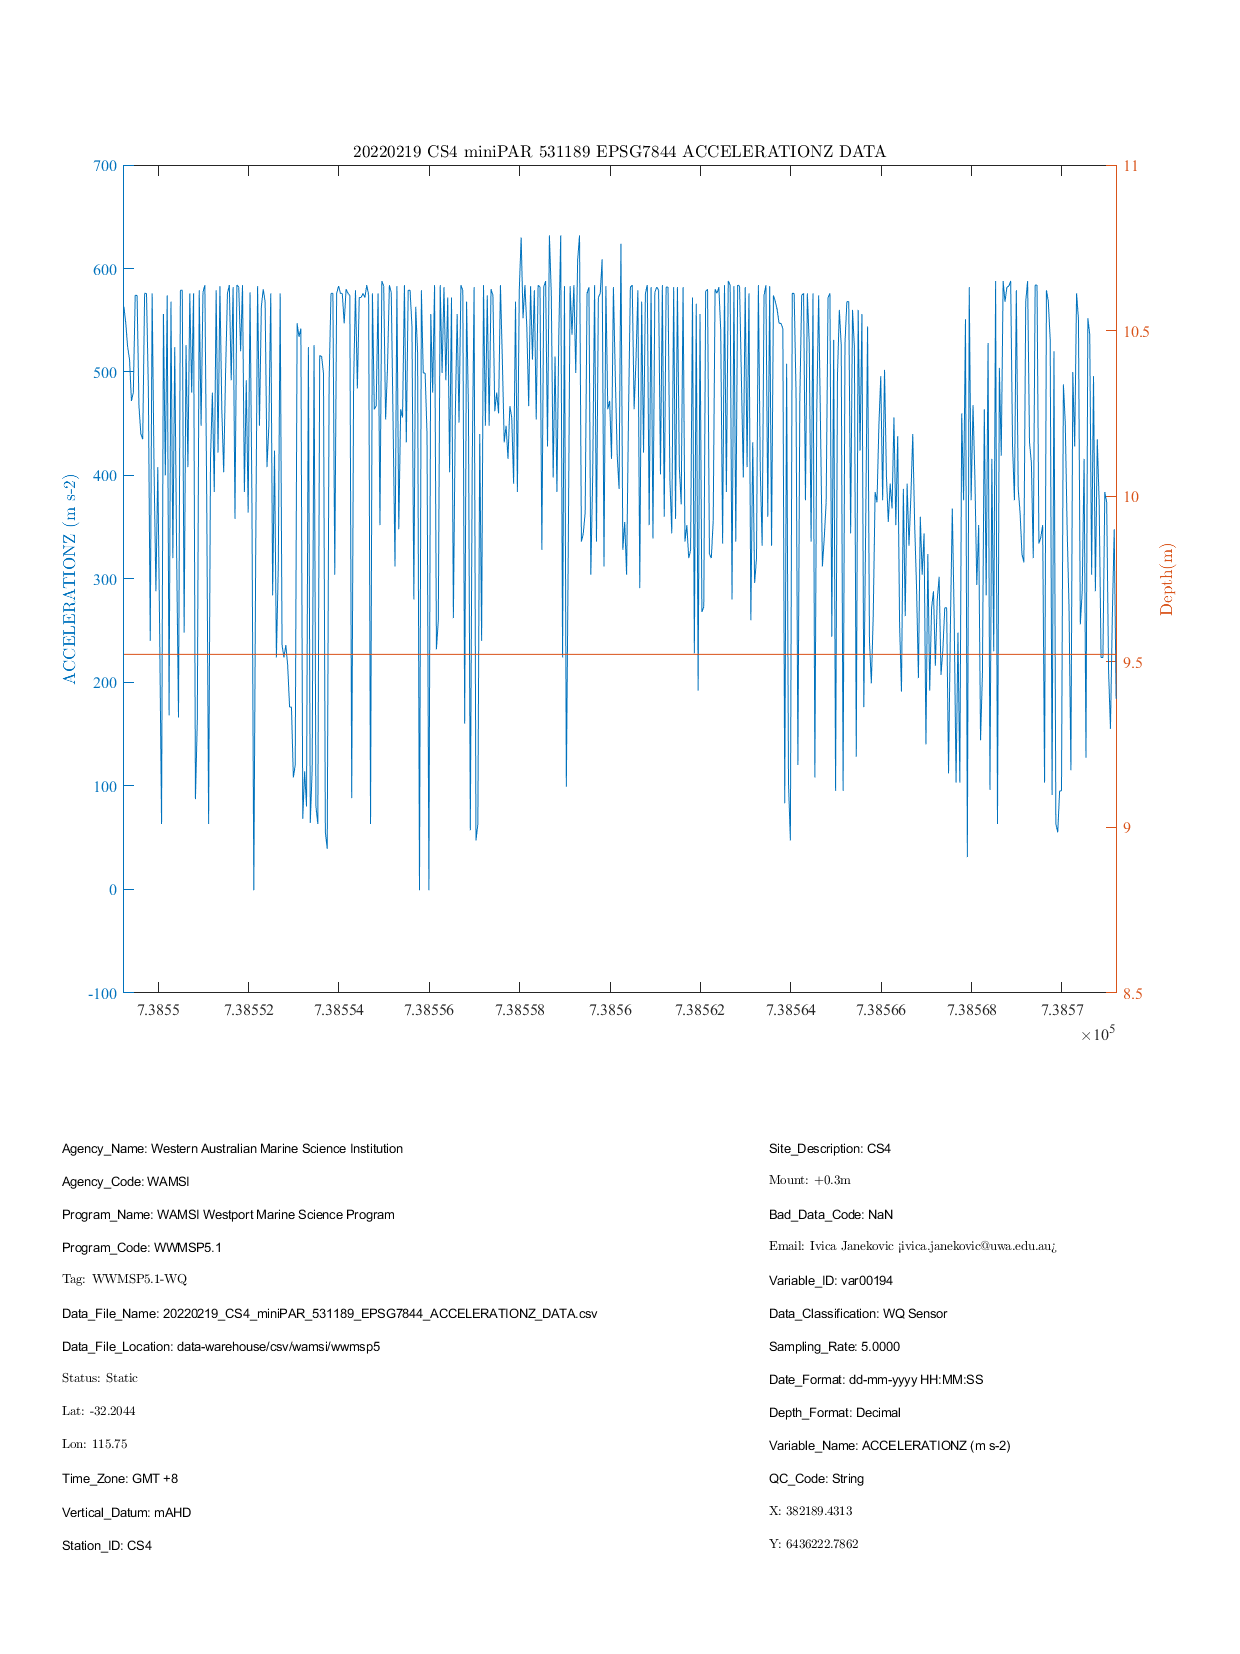 20220219 CS4 miniPAR 531189 EPSG7844 ACCELERATIONZ DATA
700
600
500
400
300
200
100
0
-100
ACCELERATIONZ (m s-2)
11
10.5
10
9.5
9
8.5
Depth(m)
7.3855 7.38552 7.38554 7.38556 7.38558 7.3856 7.38562 7.38564 7.38566 7.38568 7.3857
×10^5
Agency_Name: Western Australian Marine Science Institution
Agency_Code: WAMSI
Program_Name: WAMSI Westport Marine Science Program
Program_Code: WWMSP5.1
Tag: WWMSP5.1-WQ
Data_File_Name: 20220219_CS4_miniPAR_531189_EPSG7844_ACCELERATIONZ_DATA.csv
Data_File_Location: data-warehouse/csv/wamsi/wwmsp5
Status: Static
Lat: -32.2044
Lon: 115.75
Time_Zone: GMT +8
Vertical_Datum: mAHD
Station_ID: CS4
Site_Description: CS4
Mount: +0.3m
Bad_Data_Code: NaN
Email: Ivica Janekovic ¡ivica.janekovic@uwa.edu.au¿
Variable_ID: var00194
Data_Classification: WQ Sensor
Sampling_Rate: 5.0000
Date_Format: dd-mm-yyyy HH:MM:SS
Depth_Format: Decimal
Variable_Name: ACCELERATIONZ (m s-2)
QC_Code: String
X: 382189.4313
Y: 6436222.7862